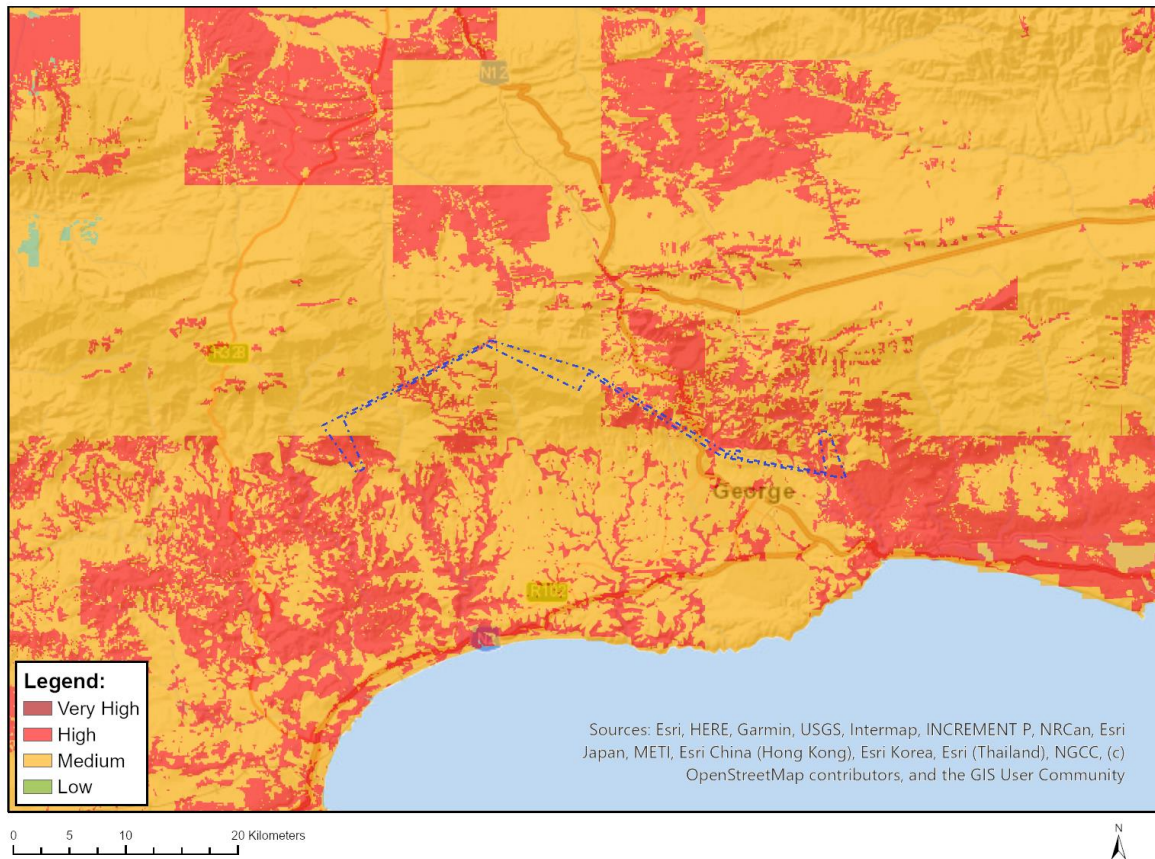 N12
R328
George
R102
N2
Legend:
Very High
High
Medium
Low
Sources: Esri, HERE, Garmin, USGS, Intermap, INCREMENT P, NRCan, Esri
Japan, METI, Esri China (Hong Kong), Esri Korea, Esri (Thailand), NGCC, (c)
OpenStreetMap contributors, and the GIS User Community
0 5 10 20 Kilometers
N